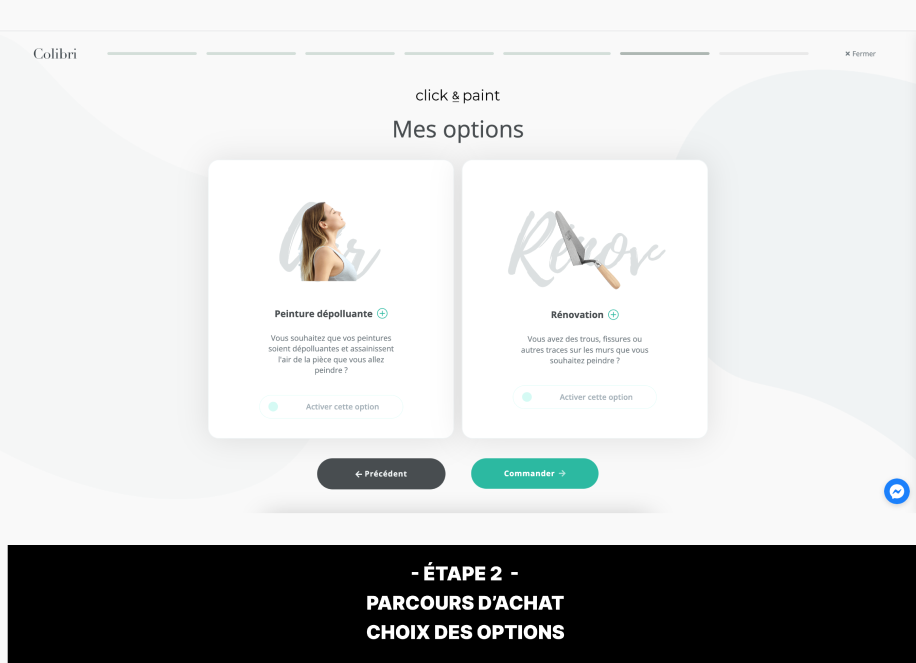 Colibri
× Fermer
click & paint
Mes options
Air
Rénov
Peinture dépolluante
Rénovation
Vous souhaitez que vos peintures
soient dépolluantes et assainissent
l'air de la pièce que vous allez
peindre ?
Vous avez des trous, fissures ou
autres traces sur les murs que vous
souhaitez peindre ?
Activer cette option
Activer cette option
← Précédent
Commander →
- ÉTAPE 2 -
PARCOURS D'ACHAT
CHOIX DES OPTIONS